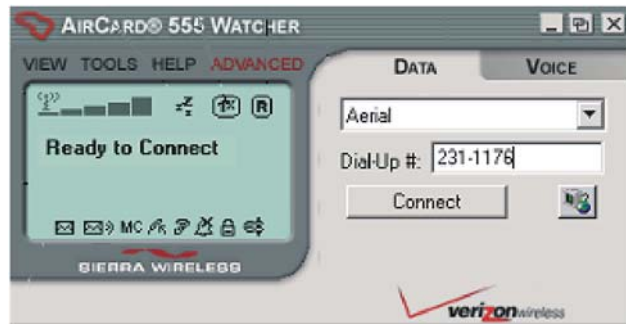 AIRCARD® 555 WATCHER
VIEW TOOLS HELP ADVANCED
DATA VOICE
1X R
Ready to Connect
MC
SIERRA WIRELESS
Aerial
Dial-Up #: 231-1176
Connect
verizonwireless